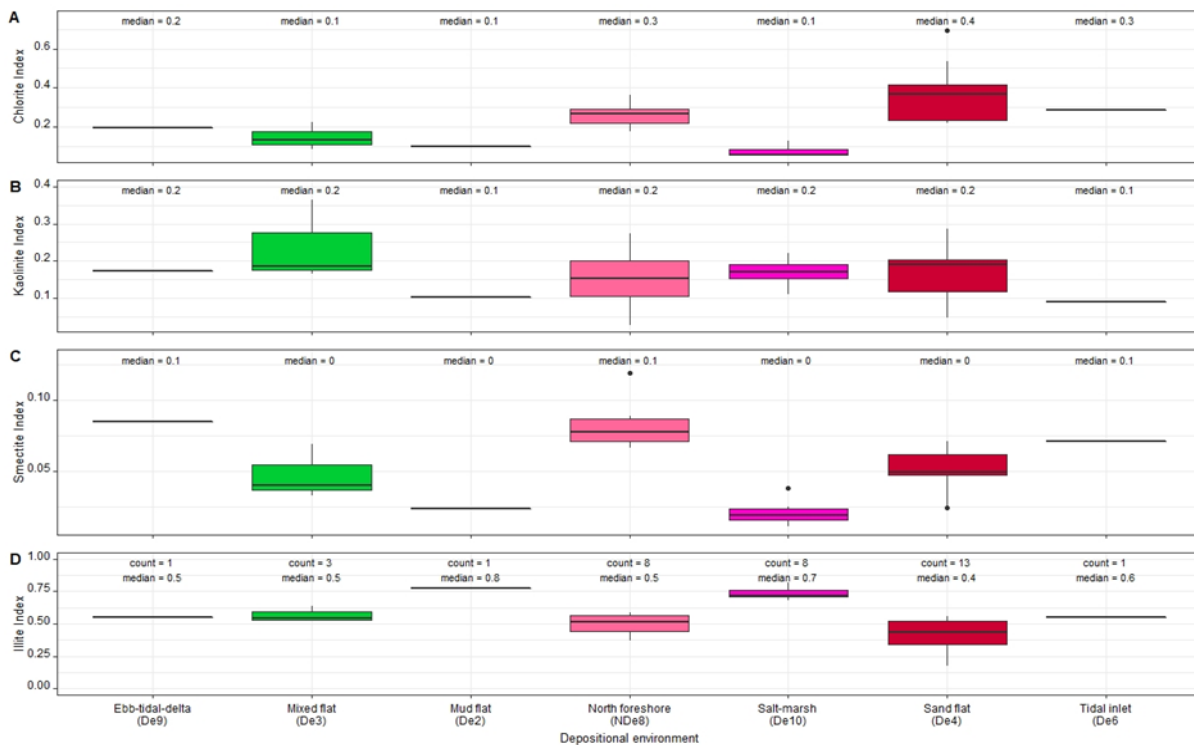 A
median = 0.2 median = 0.1 median = 0.1 median = 0.3 median = 0.1 median = 0.4 median = 0.3
Chlorite Index
0.6
0.4
0.2
B
median = 0.2 median = 0.2 median = 0.1 median = 0.2 median = 0.2 median = 0.2 median = 0.1
Kaolinite Index
0.4
0.3
0.2
0.1
C
median = 0.1 median = 0 median = 0 median = 0.1 median = 0 median = 0 median = 0.1
Smectite Index
0.10
0.05
D
count = 1 count = 3 count = 1 count = 8 count = 8 count = 13 count = 1
median = 0.5 median = 0.5 median = 0.8 median = 0.5 median = 0.7 median = 0.4 median = 0.6
Illite Index
1.00
0.75
0.50
0.25
0.00
Ebb-tidal-delta Mixed flat Mud flat North foreshore Salt-marsh Sand flat Tidal inlet
(De9) (De3) (De2) (NDe8) (De10) (De4) (De6
Depositional environment